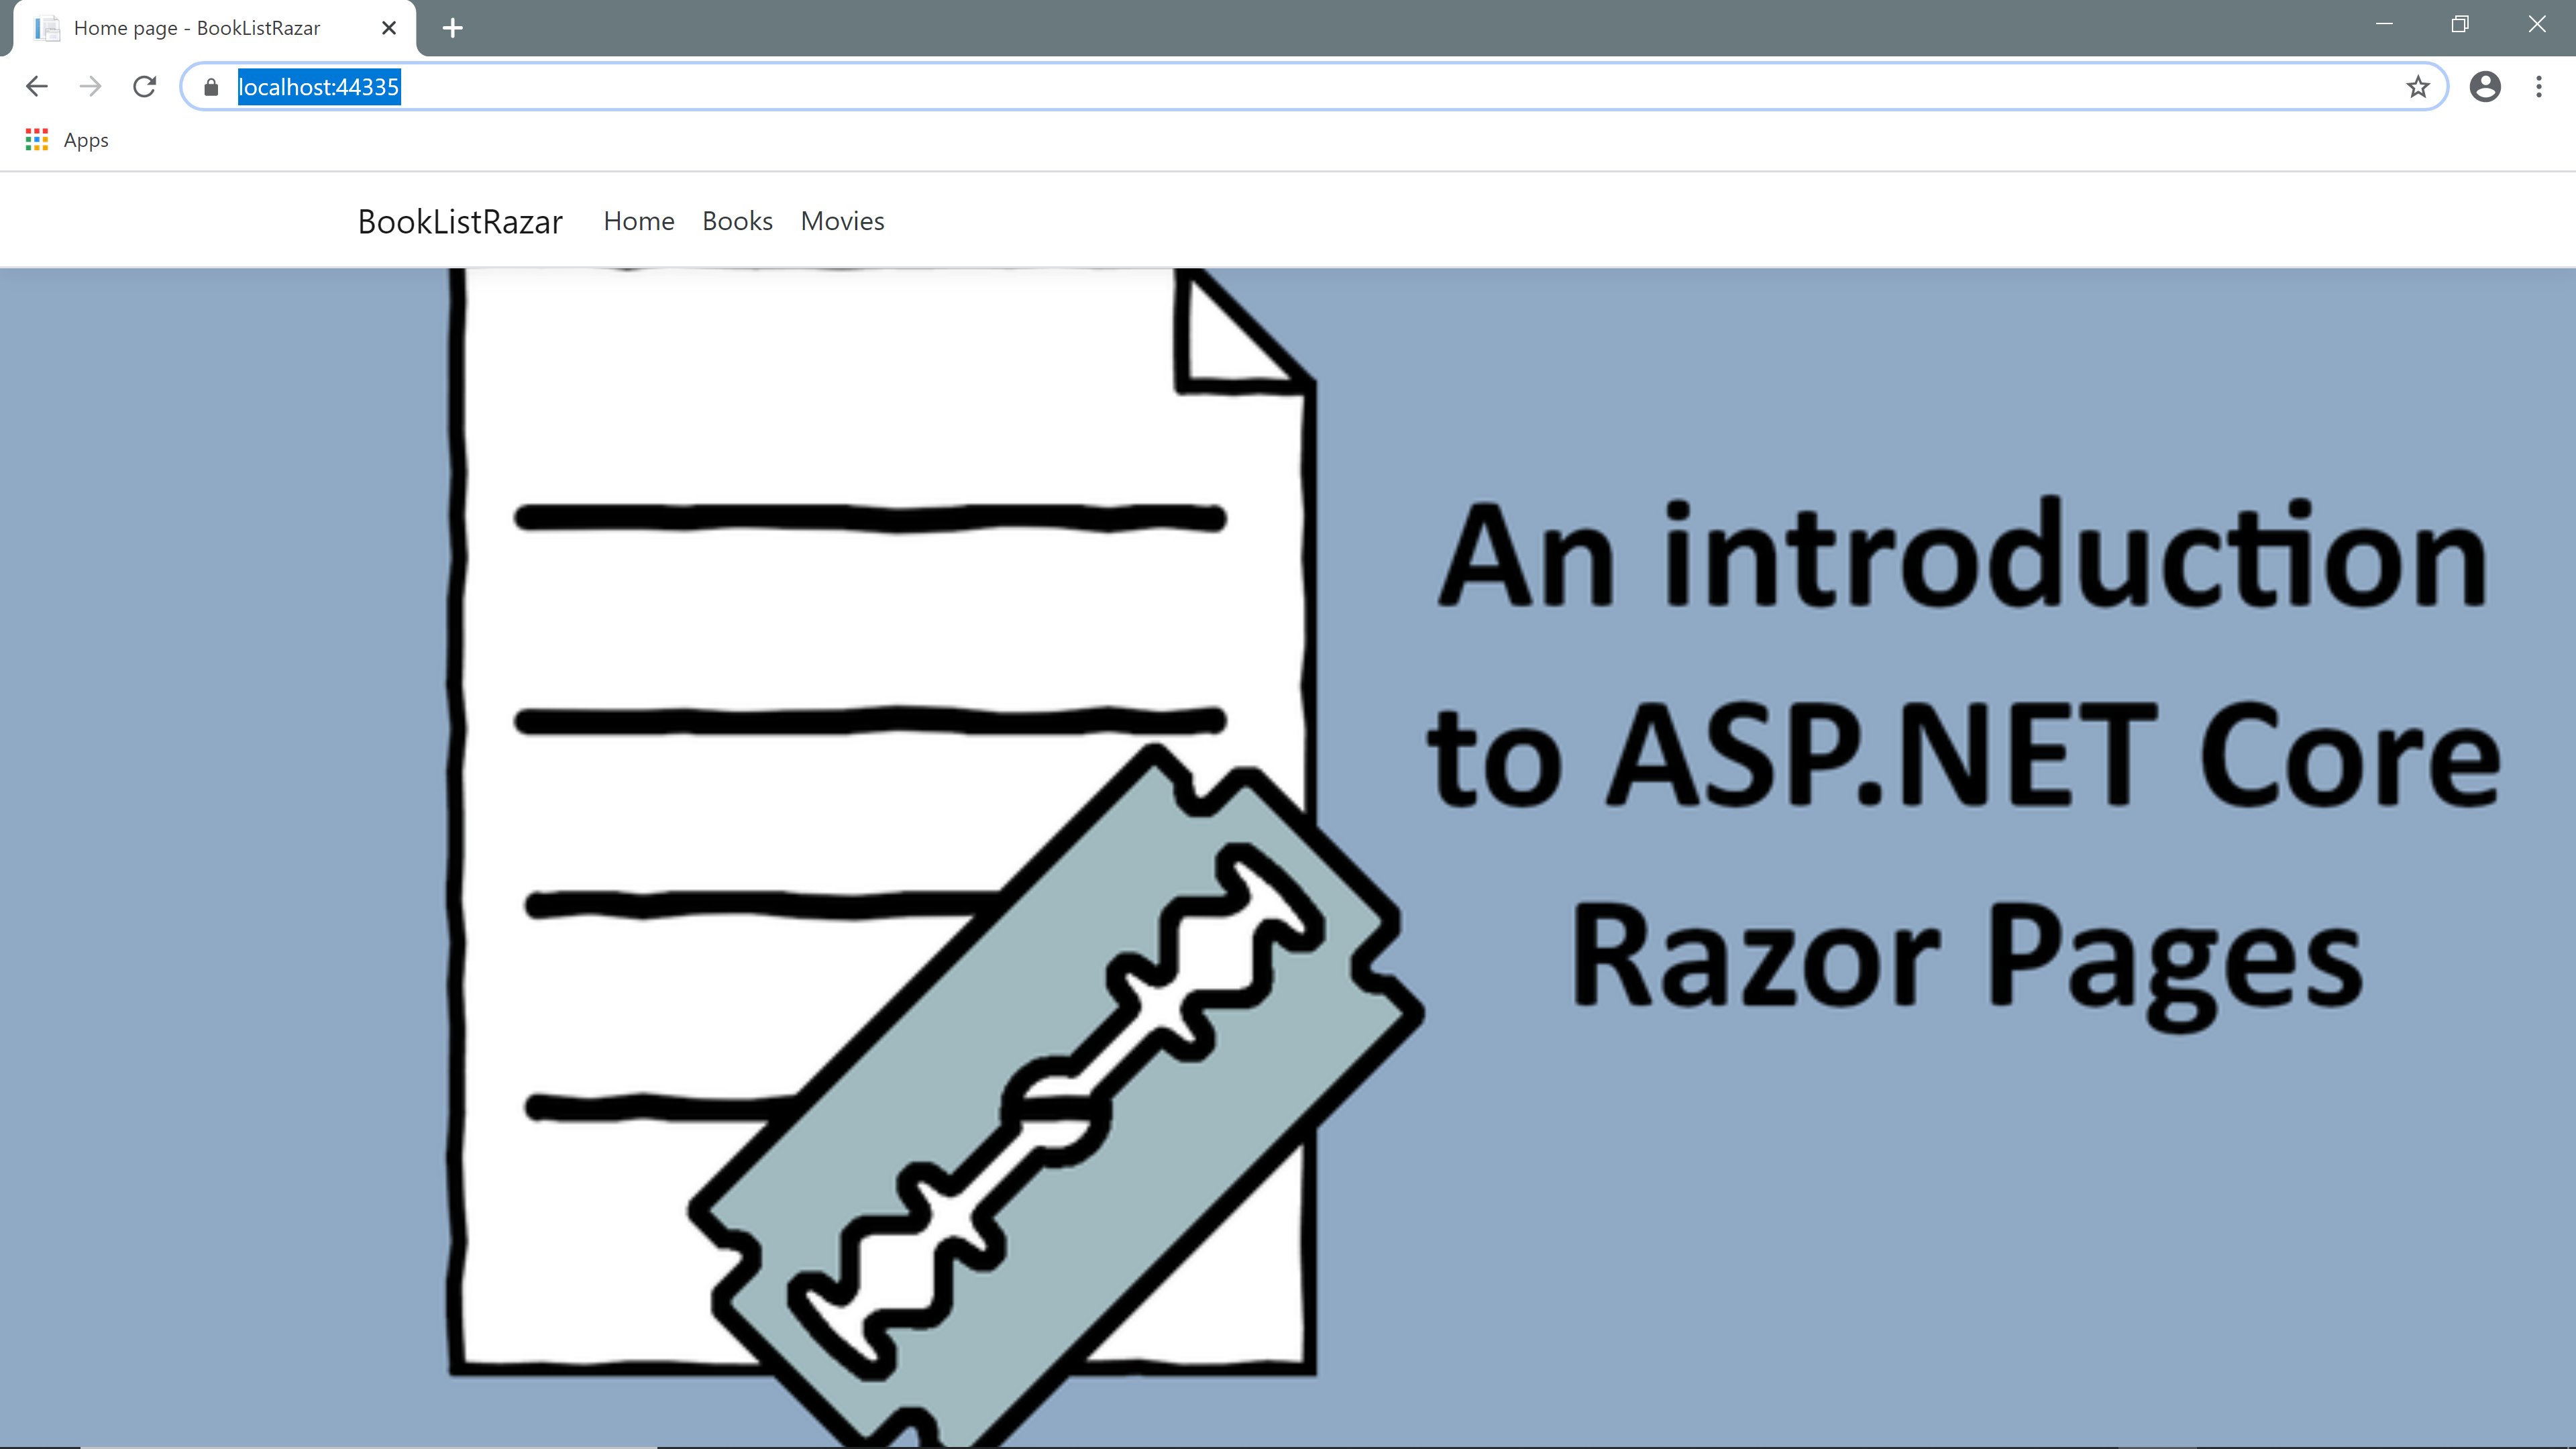 Home page - BookListRazar
localhost:44335
Apps
BookListRazar Home Books Movies
An introduction
to ASP.NET Core
Razor Pages